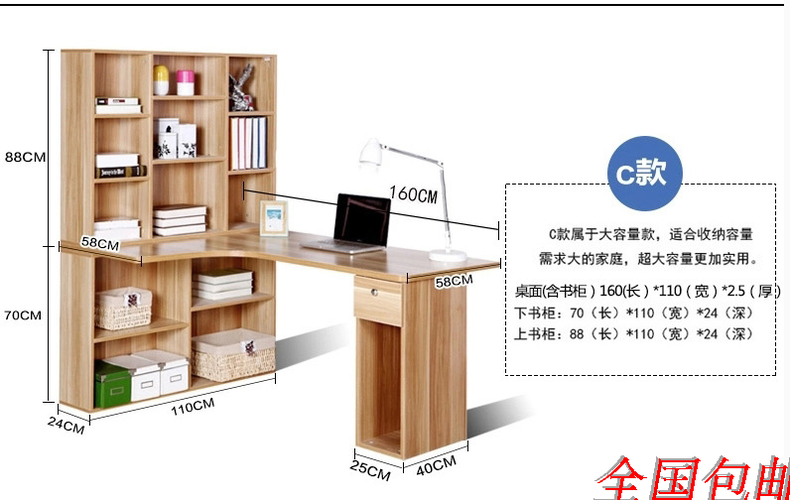 88CM
70CM
58CM
160CM
58CM
24CM
110CM
25CM
40CM
C款
C款属于大容量款，适合收纳容量
需求大的家庭，超大容量更加实用。
桌面(含书柜）160(长）*110（宽）*2.5（厚）
下书柜：70（长）*110（宽）*24（深）
上书柜：88（长）*110（宽）*24（深）
全国包邮